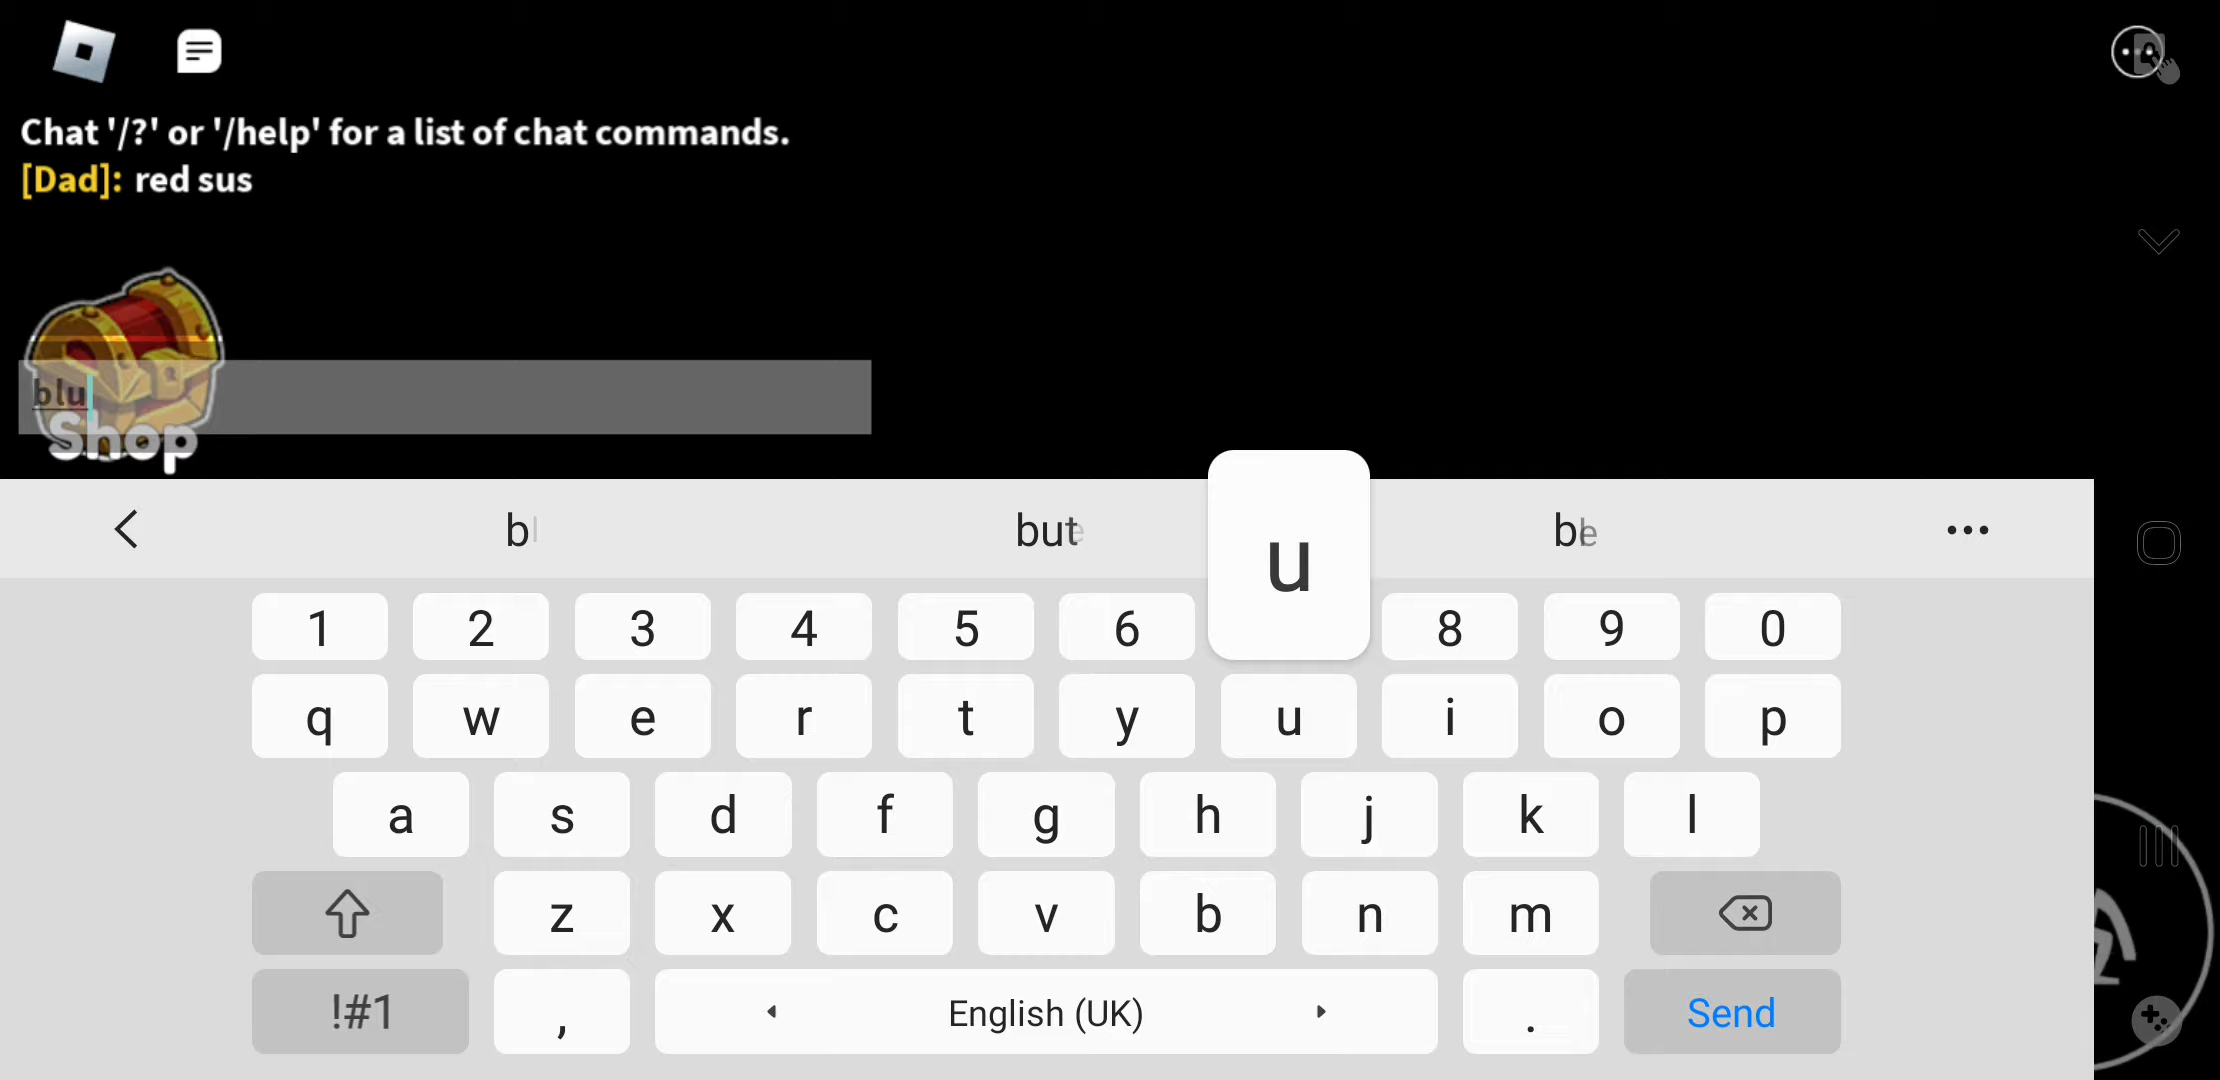 Chat '/?' or '/help' for a list of chat commands.
[Dad]: red sus
blu
Shop
but
u
1 2 3 4 5 6 8 9 0
q w e r t y u i o p
a s d f g h j k l
z x c v b n m
!#1 , English (UK) . Send